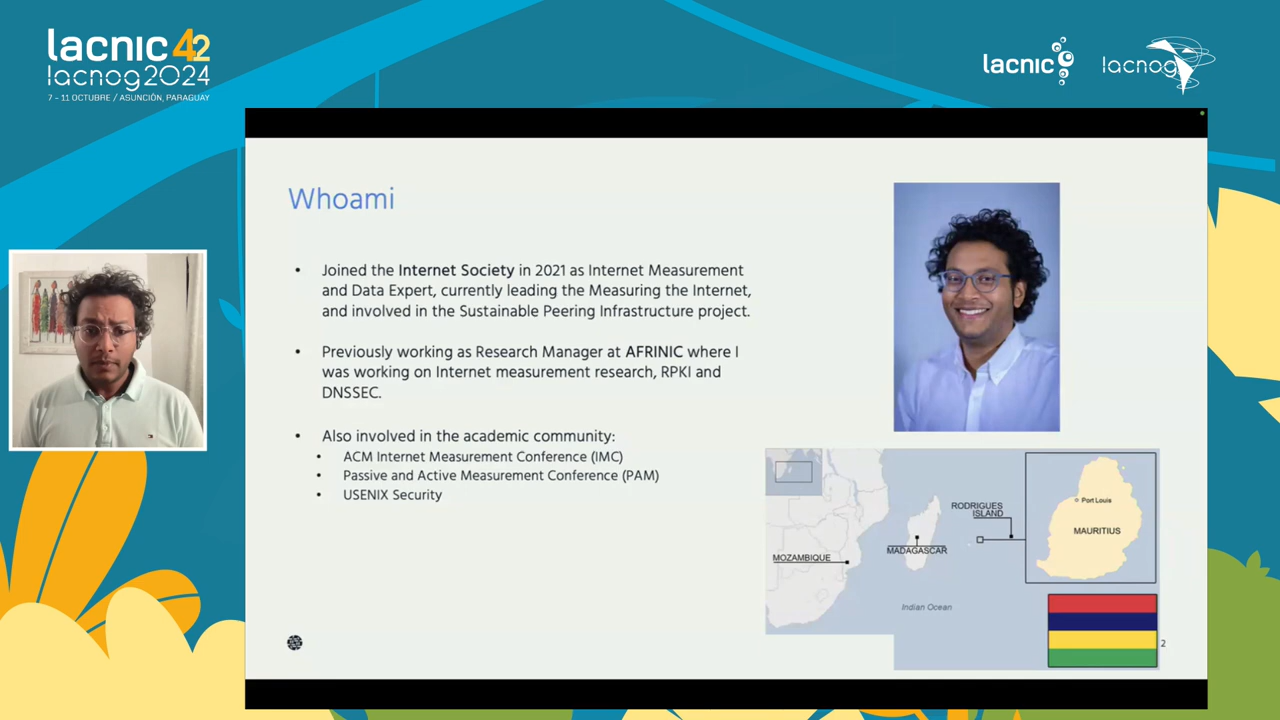 lacnic 42
lacnog2024
7 - 11 OCTUBRE / ASUNCIÓN, PARAGUAY
lacnic
lacnog
Whoami
• Joined the Internet Society in 2021 as Internet Measurement
and Data Expert, currently leading the Measuring the Internet,
and involved in the Sustainable Peering Infrastructure project.
• Previously working as Research Manager at AFRINIC where I
was working on Internet measurement research, RPKI and
DNSSEC.
• Also involved in the academic community:
• ACM Internet Measurement Conference (IMC)
• Passive and Active Measurement Conference (PAM)
• USENIX Security
RODRIGUES
ISLAND
Port Louis
MAURITIUS
MADAGASCAR
MOZAMBIQUE
Indian Ocean
2